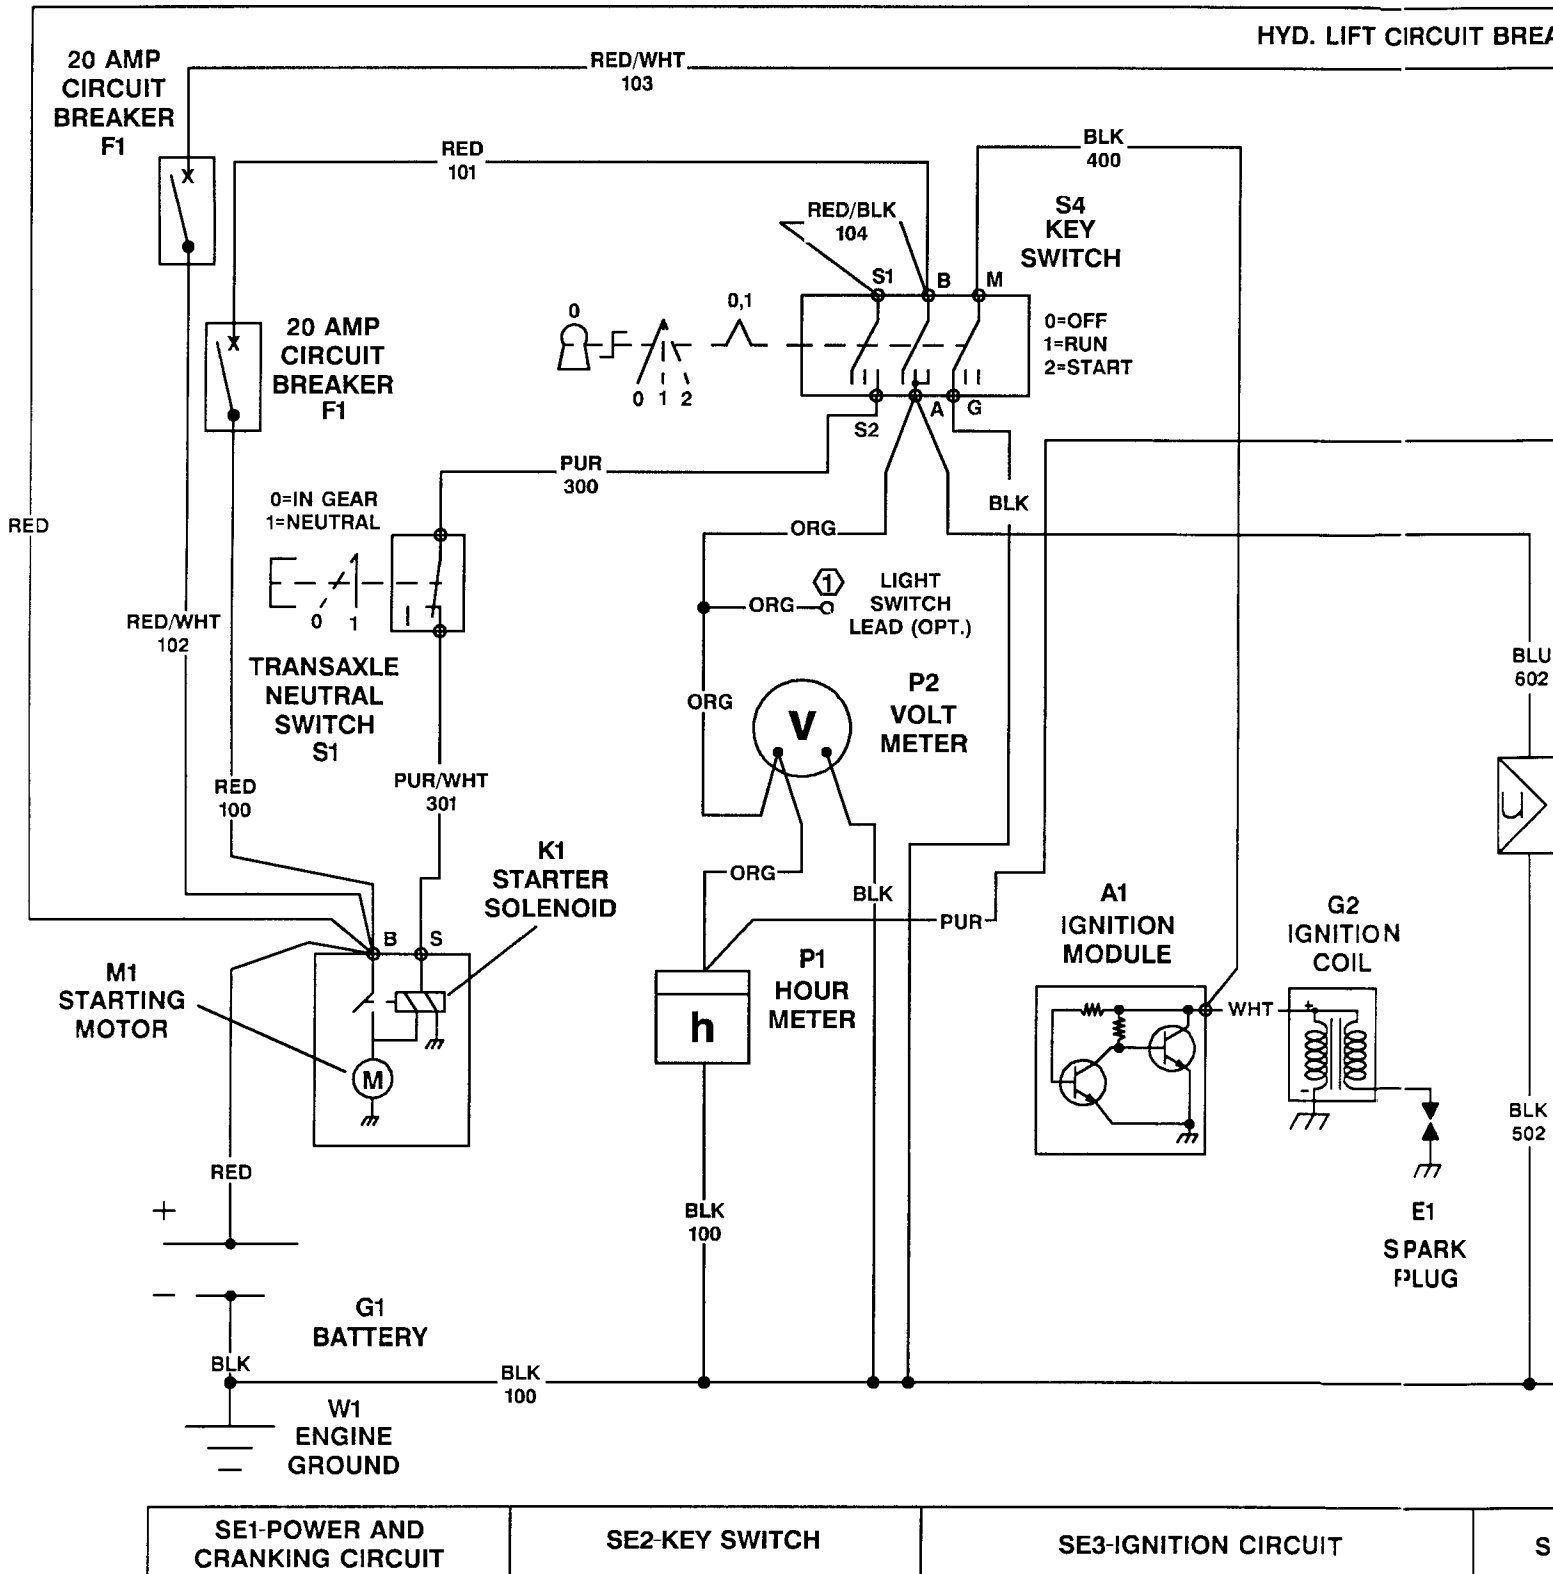 HYD. LIFT CIRCUIT BREA
20 AMP
CIRCUIT
BREAKER
F1
RED/WHT
103
RED
101
BLK
400
RED/BLK
104
S4
KEY
SWITCH
S1
B
M
0
0,1
0=OFF
1=RUN
2=START
20 AMP
CIRCUIT
BREAKER
F1
0 1 2
S2
A
G
PUR
300
0=IN GEAR
1=NEUTRAL
BLK
RED
ORG
1
LIGHT
SWITCH
LEAD (OPT.)
ORG
0
1
RED/WHT
102
TRANSAXLE
NEUTRAL
SWITCH
S1
BLU
602
ORG
V
P2
VOLT
METER
RED
100
PUR/WHT
301
U
K1
STARTER
SOLENOID
ORG
BLK
PUR
A1
IGNITION
MODULE
G2
IGNITION
COIL
B
S
M1
STARTING
MOTOR
P1
HOUR
METER
h
WHT
+
-
M
BLK
502
RED
BLK
100
E1
SPARK
PLUG
+
-
G1
BATTERY
BLK
BLK
100
W1
ENGINE
GROUND
SE1-POWER AND
CRANKING CIRCUIT
SE2-KEY SWITCH
SE3-IGNITION CIRCUIT
S